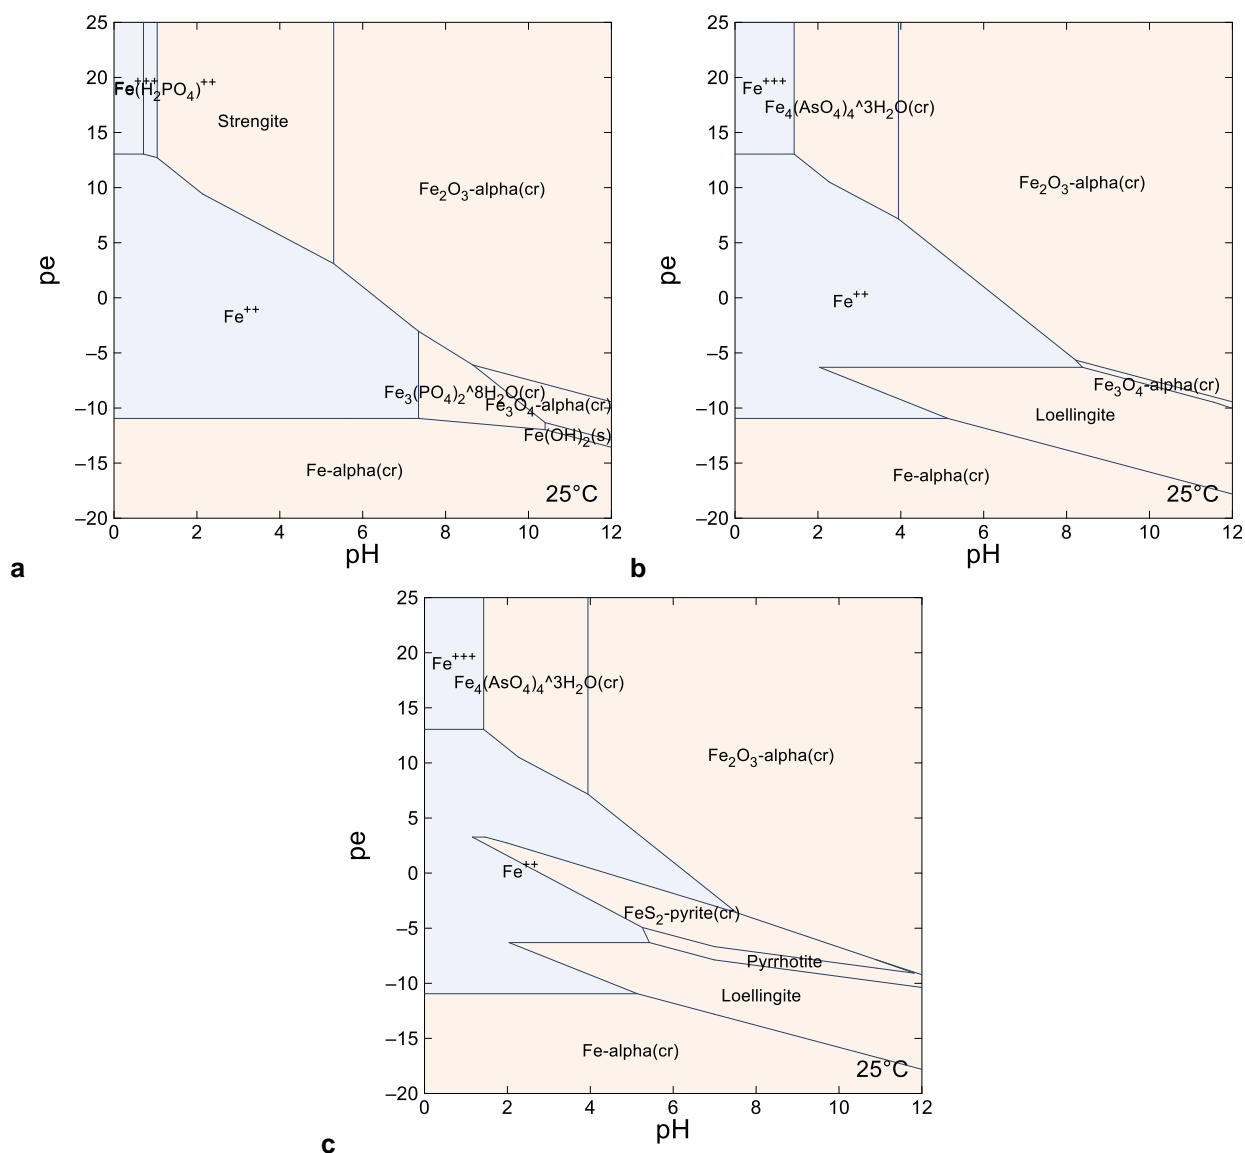 25
20
15
10
5
0
–5
–10
–15
–20
pe
Fe+++
Fe(H2PO4)++
Strengite
Fe2O3-alpha(cr)
Fe++
Fe3(PO4)2^8H2O(cr)
Fe3O4-alpha(cr)
Fe(OH)2(s)
Fe-alpha(cr)
25°C
0 2 4 6 8 10 12
pH
a
25
20
15
10
5
0
–5
–10
–15
–20
pe
Fe+++
Fe4(AsO4)4^3H2O(cr)
Fe2O3-alpha(cr)
Fe++
Fe3O4-alpha(cr)
Loellingite
Fe-alpha(cr)
25°C
0 2 4 6 8 10 12
pH
b
25
20
15
10
5
0
–5
–10
–15
–20
pe
Fe+++
Fe4(AsO4)4^3H2O(cr)
Fe2O3-alpha(cr)
Fe++
FeS2-pyrite(cr)
Pyrrhotite
Loellingite
Fe-alpha(cr)
25°C
0 2 4 6 8 10 12
pH
c